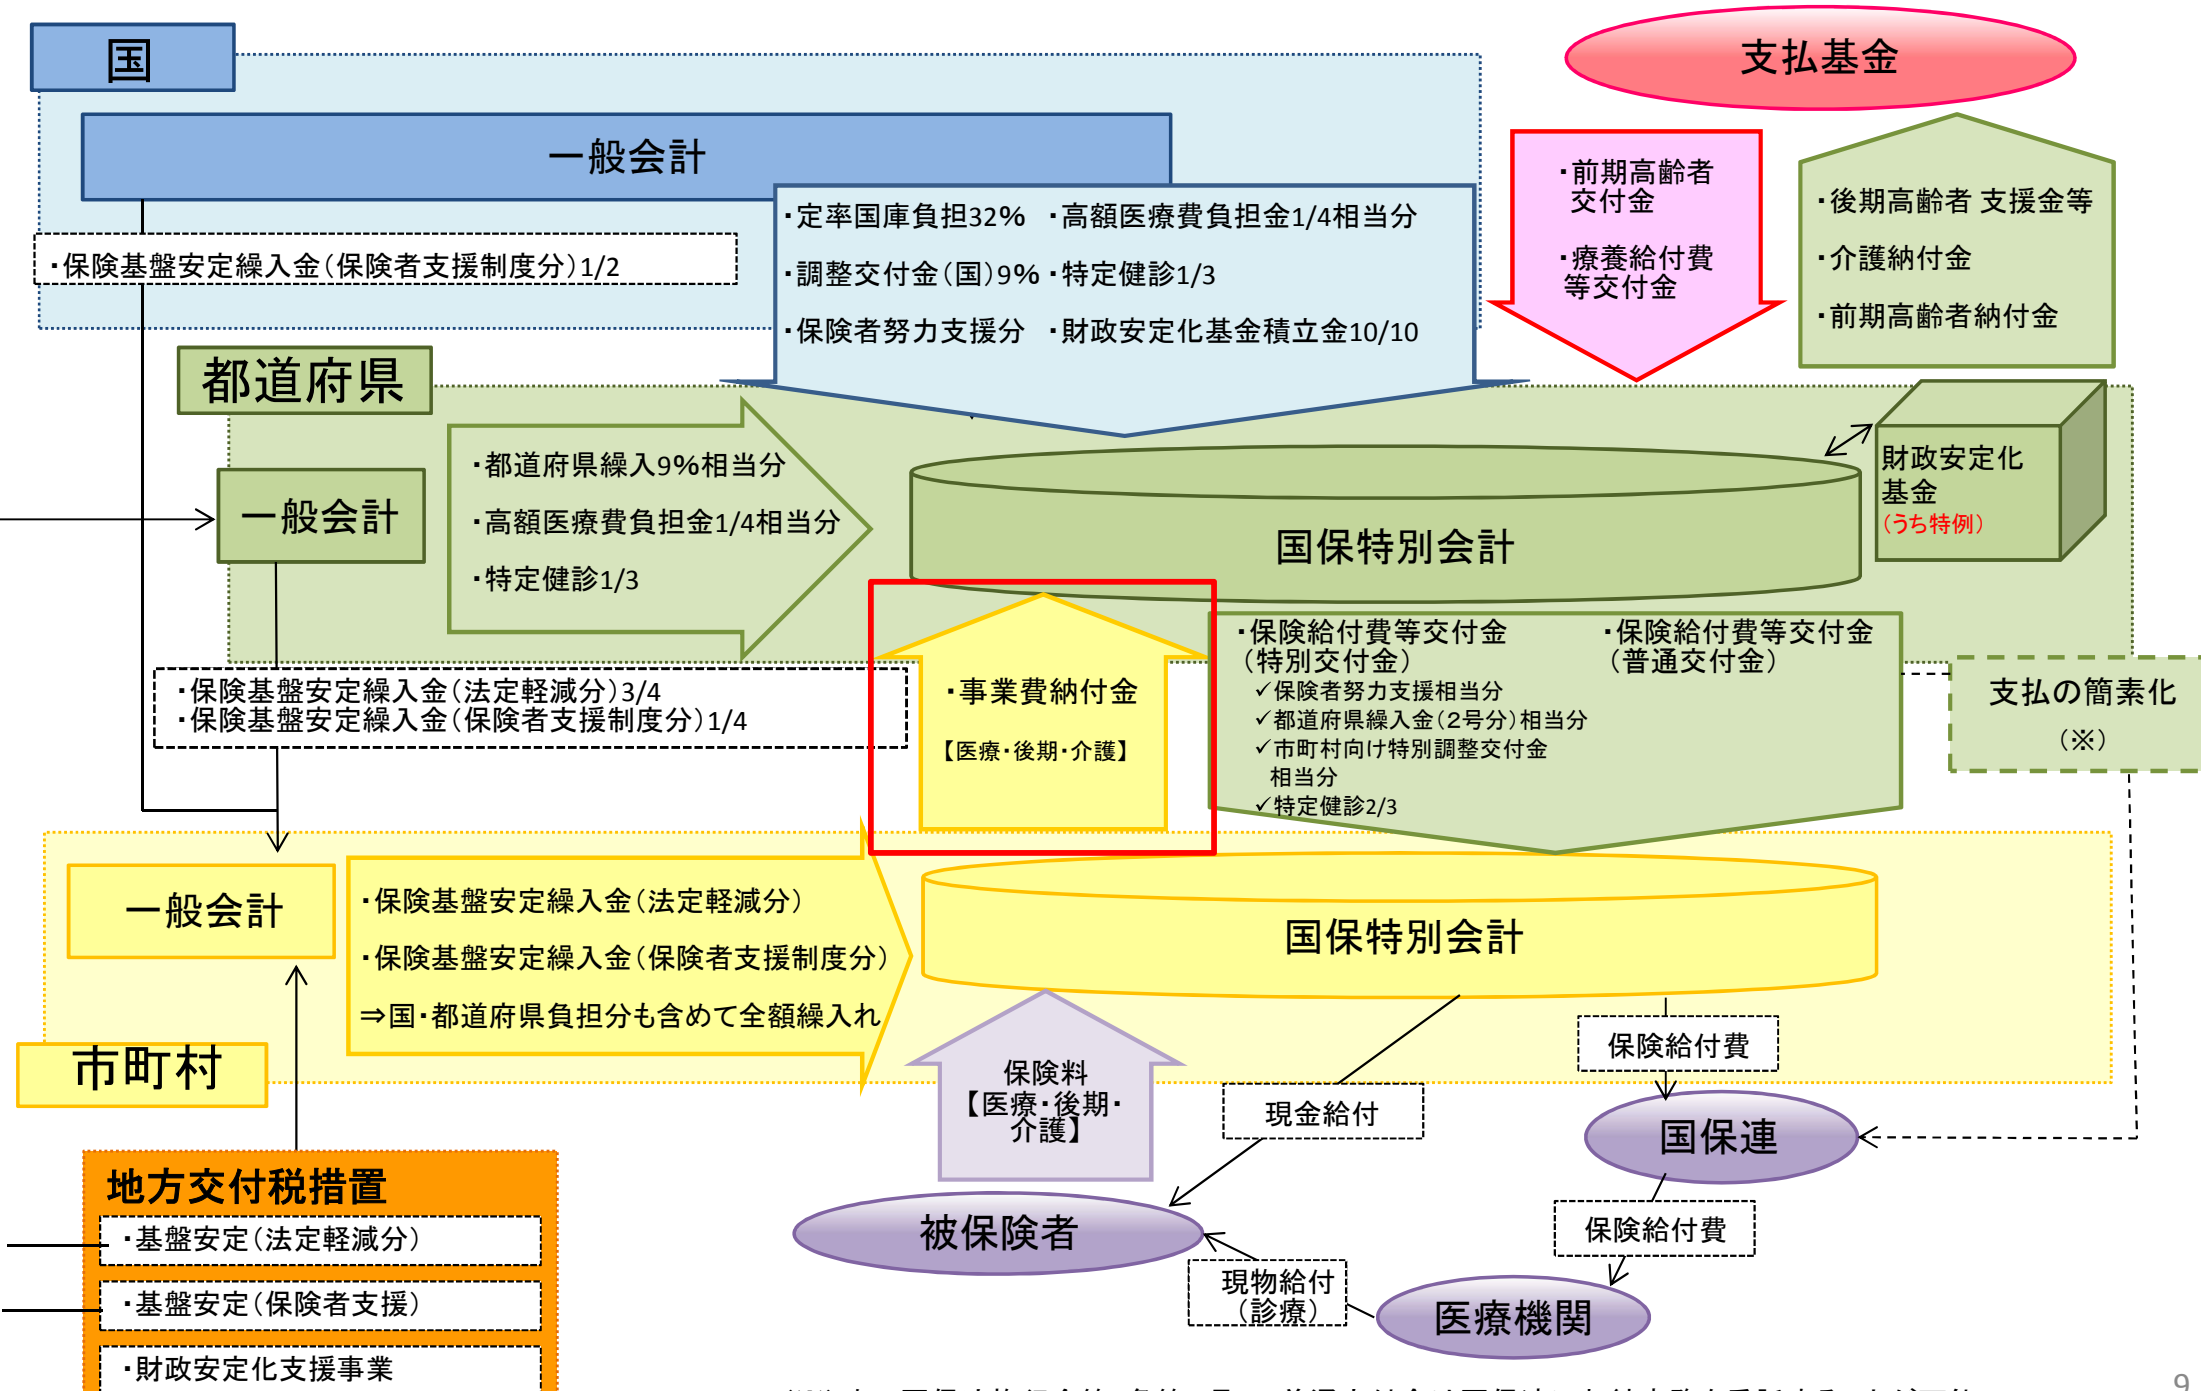 国
支払基金
一般会計
・定率国庫負担32%　・高額医療費負担金1/4相当分
・調整交付金（国）9%・特定健診1/3
・保険者努力支援分　・財政安定化基金積立金10/10
・前期高齢者
交付金
・療養給付費
等交付金
・後期高齢者 支援金等
・介護納付金
・前期高齢者納付金
・保険基盤安定繰入金（保険者支援制度分）1/2
都道府県
・都道府県繰入9%相当分
・高額医療費負担金1/4相当分
・特定健診1/3
一般会計
国保特別会計
財政安定化
基金
（うち特例）
・保険基盤安定繰入金（法定軽減分）3/4
・保険基盤安定繰入金（保険者支援制度分）1/4
・事業費納付金
【医療・後期・介護】
・保険給付費等交付金
（特別交付金）
✓保険者努力支援相当分
✓都道府県繰入金（２号分）相当分
✓市町村向け特別調整交付金
相当分
✓特定健診2/3
・保険給付費等交付金
（普通交付金）
支払の簡素化
（※）
一般会計
・保険基盤安定繰入金（法定軽減分）
・保険基盤安定繰入金（保険者支援制度分）
⇒国・都道府県負担分も含めて全額繰入れ
国保特別会計
市町村
保険料
【医療・後期・
介護】
現金給付
保険給付費
国保連
地方交付税措置
・基盤安定（法定軽減分）
・基盤安定（保険者支援）
・財政安定化支援事業
被保険者
保険給付費
現物給付
（診療）
医療機関
9